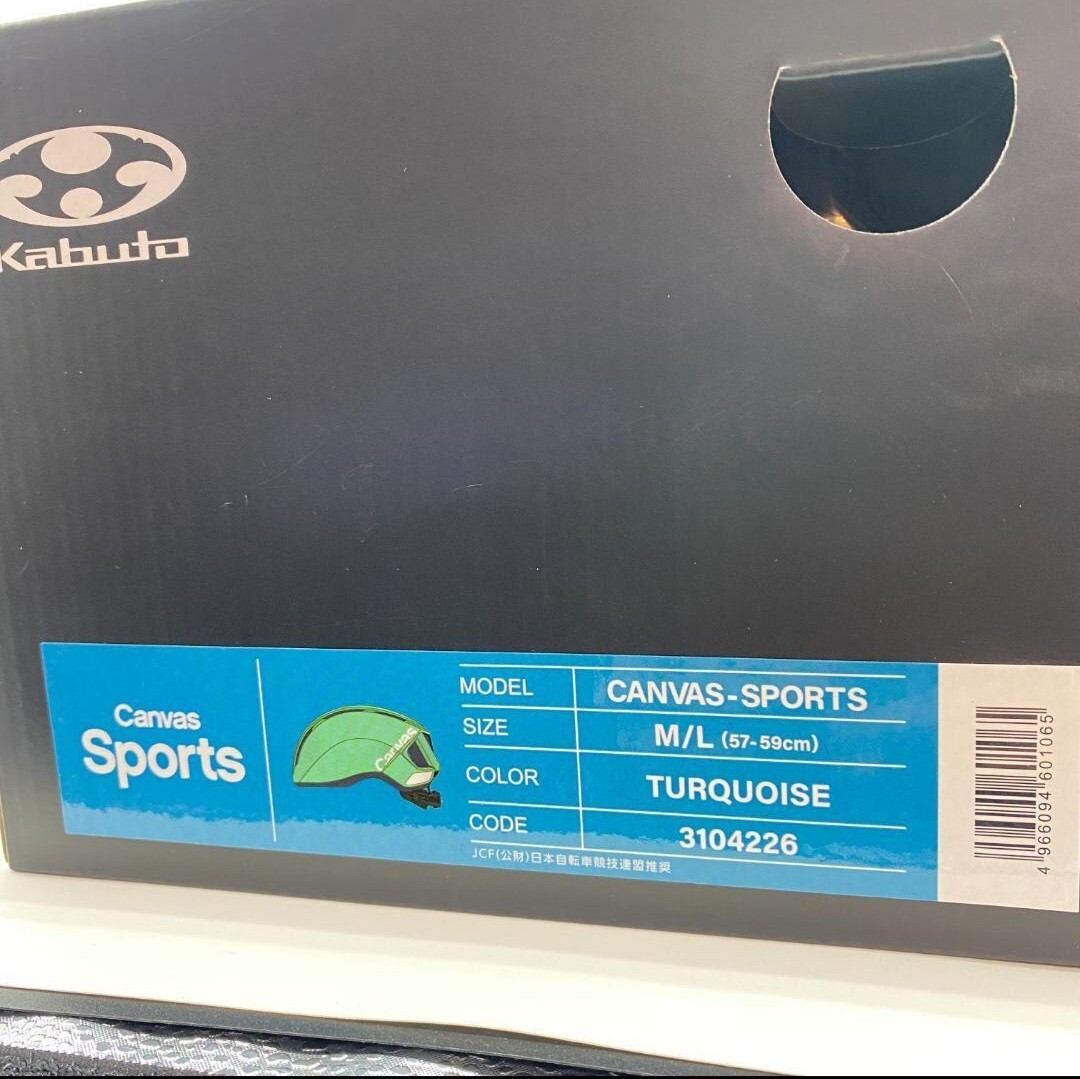 Kabuto
Canvas
Sports
Canvas
MODEL CANVAS-SPORTS
SIZE M/L (57-59cm)
COLOR TURQUOISE
CODE 3104226
JCF(公財)日本自転車競技連盟推奨
4 966094 601065